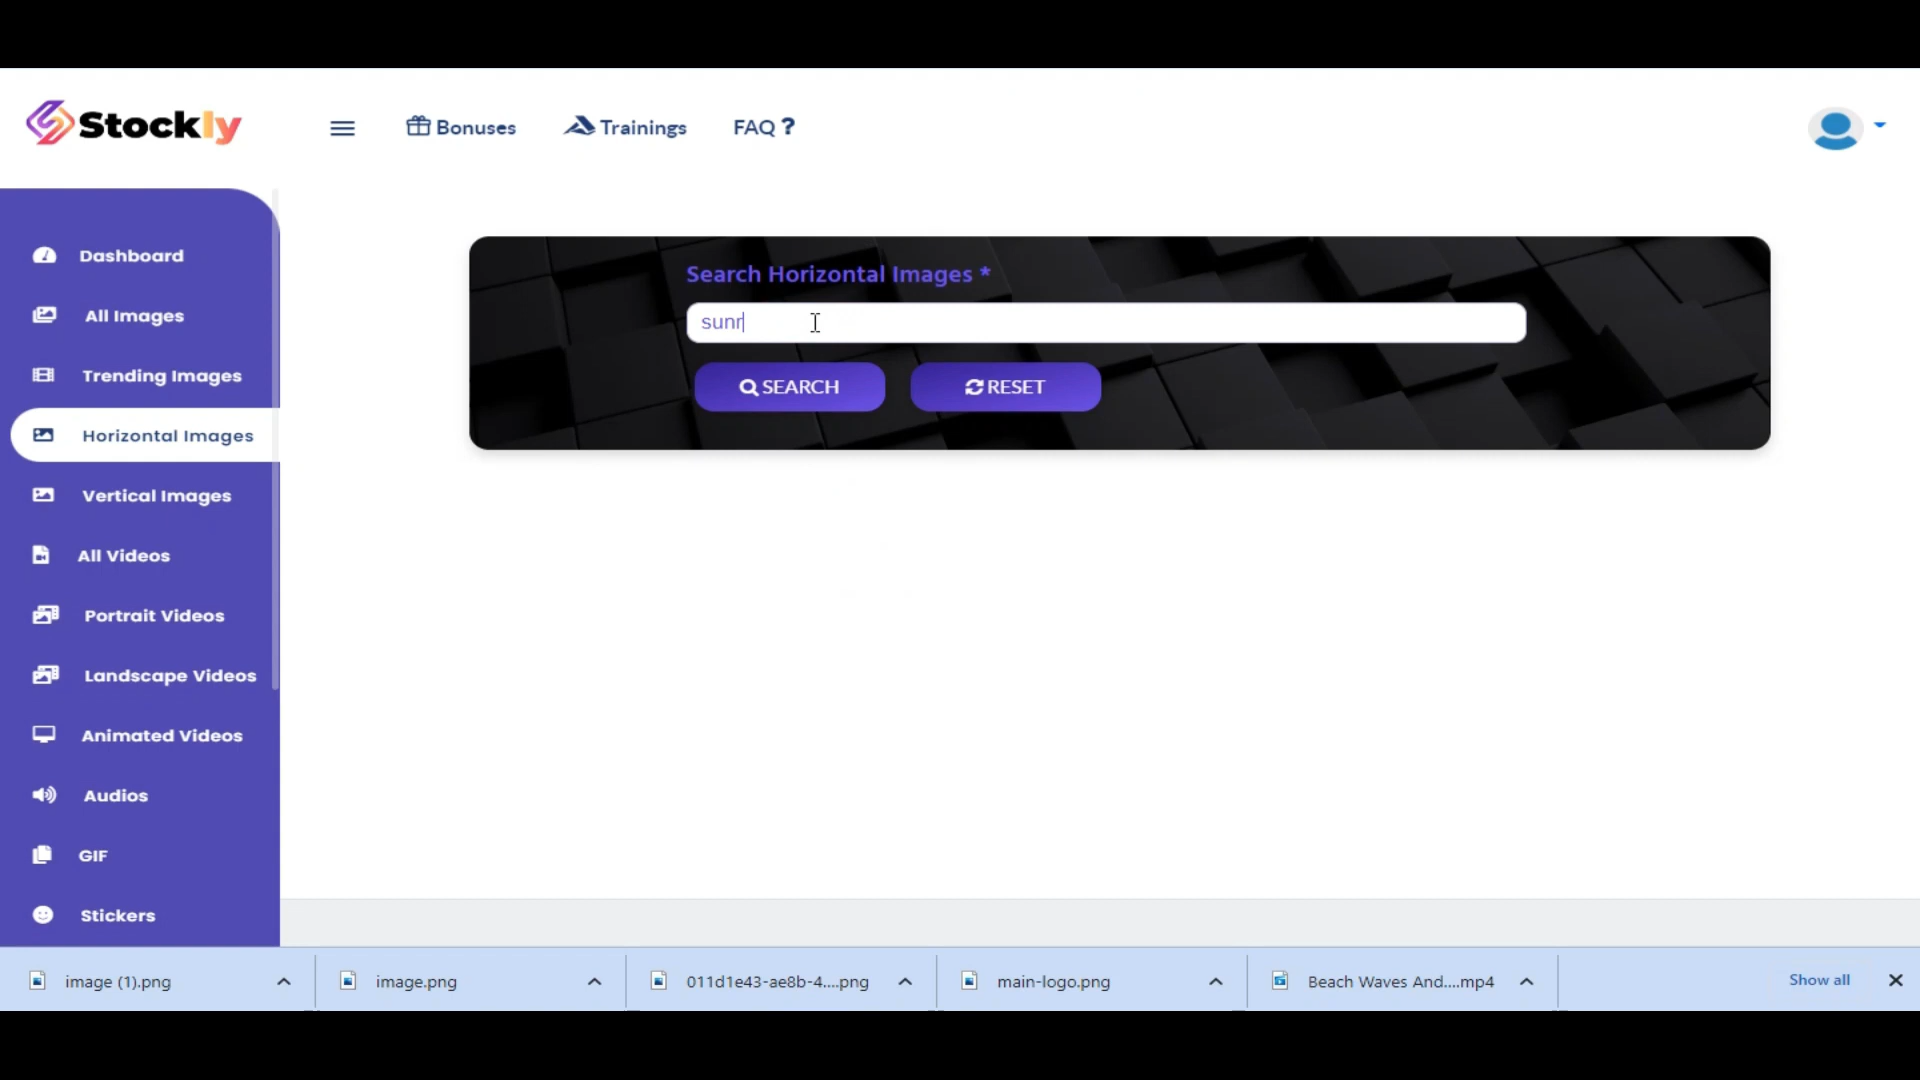 Stockly
Bonuses
Trainings
FAQ ?
Dashboard
All Images
Trending Images
Horizontal Images
Vertical Images
All Videos
Portrait Videos
Landscape Videos
Animated Videos
Audios
GIF
Stickers
Search Horizontal Images *
sunr
SEARCH
RESET
image (1).png
image.png
011d1e43-ae8b-4....png
main-logo.png
Beach Waves And....mp4
Show all